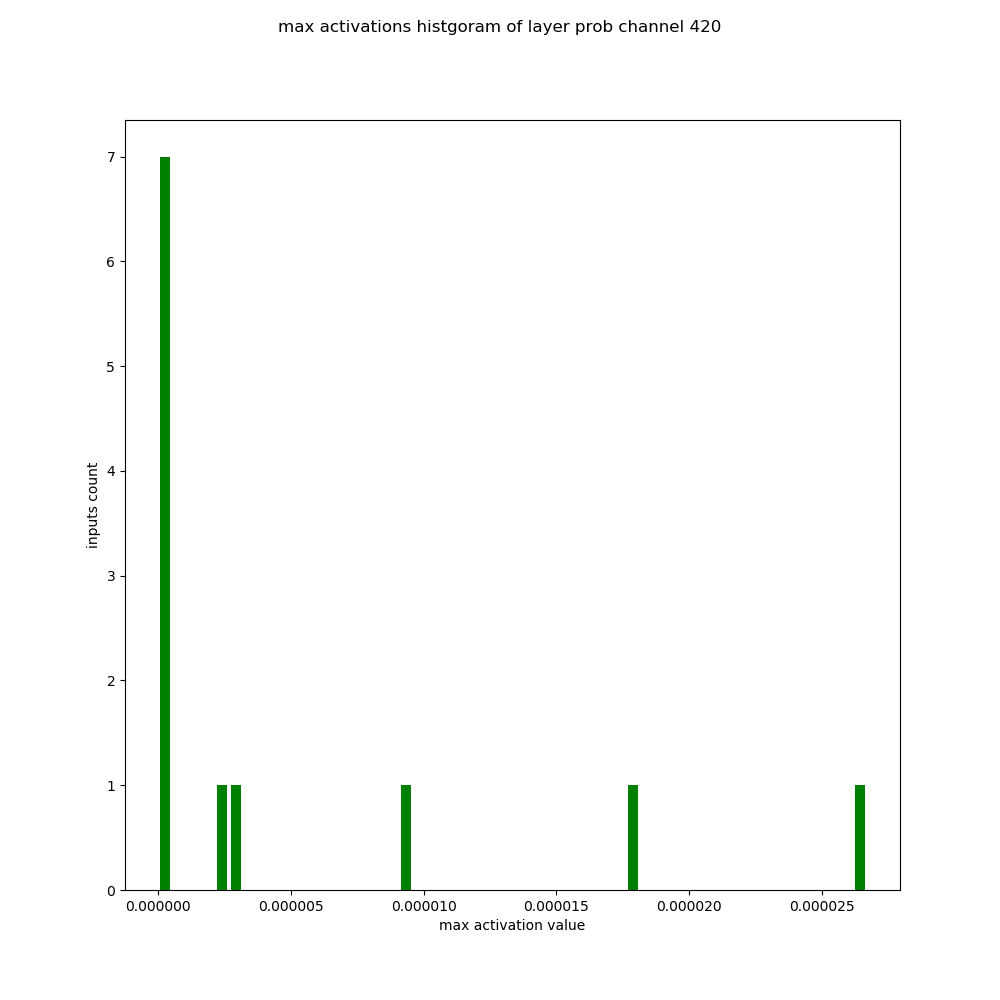 max activations histgoram of layer prob channel 420
7
6
5
4
3
2
1
0
inputs count
0.000000 0.000005 0.000010 0.000015 0.000020 0.000025
max activation value